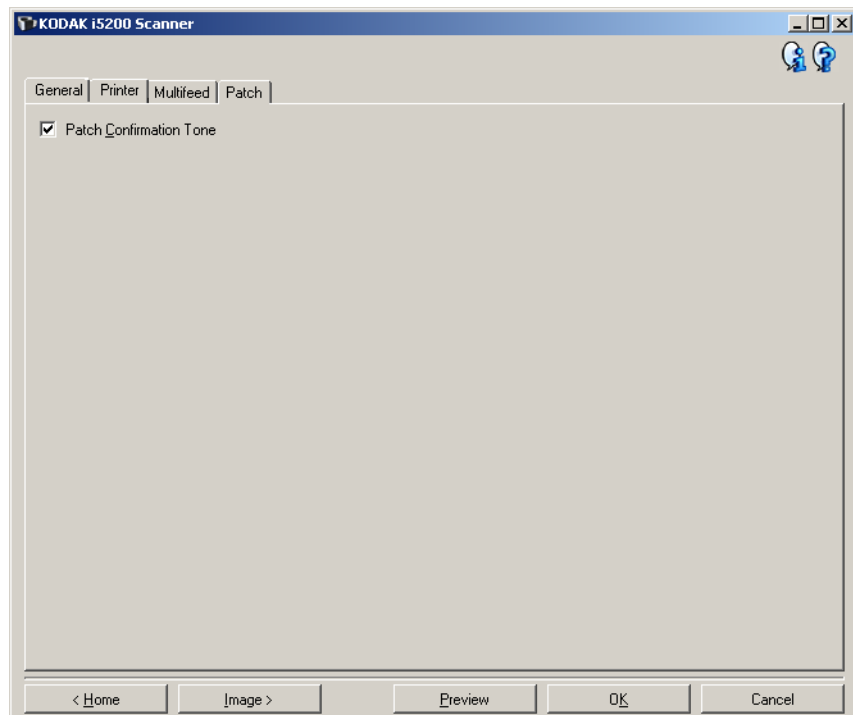 KODAK i5200 Scanner
General Printer Multifeed Patch
Patch Confirmation Tone
< Home Image > Preview OK Cancel